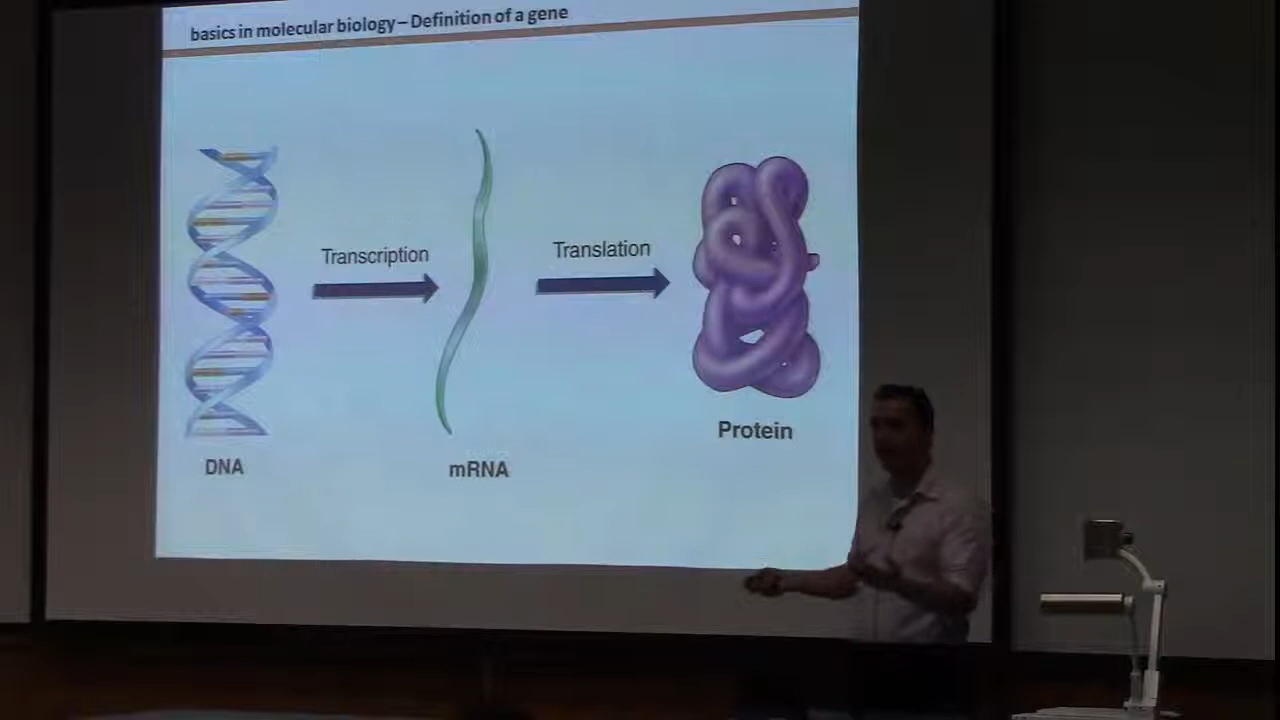 basics in molecular biology – Definition of a gene
Transcription
Translation
DNA
mRNA
Protein